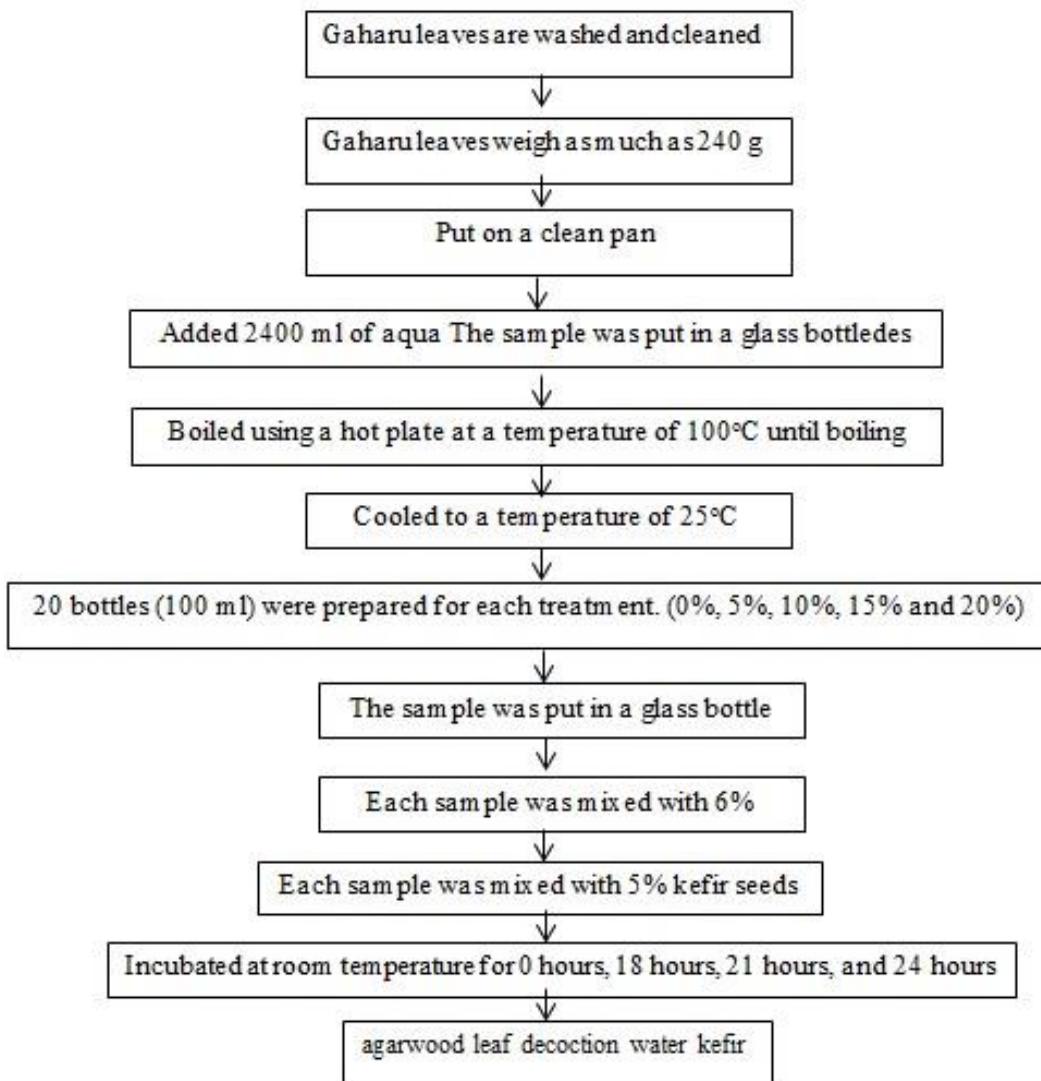 Gaharu leaves are washed and cleaned
Gaharu leaves weigh as much as 240 g
Put on a clean pan
Added 2400 ml of aqua The sample was put in a glass bottledes
Boiled using a hot plate at a temperature of 100°C until boiling
Cooled to a temperature of 25°C
20 bottles (100 ml) were prepared for each treatment. (0%, 5%, 10%, 15% and 20%)
The sample was put in a glass bottle
Each sample was mixed with 6%
Each sample was mixed with 5% kefir seeds
Incubated at room temperature for 0 hours, 18 hours, 21 hours, and 24 hours
agarwood leaf decoction water kefir